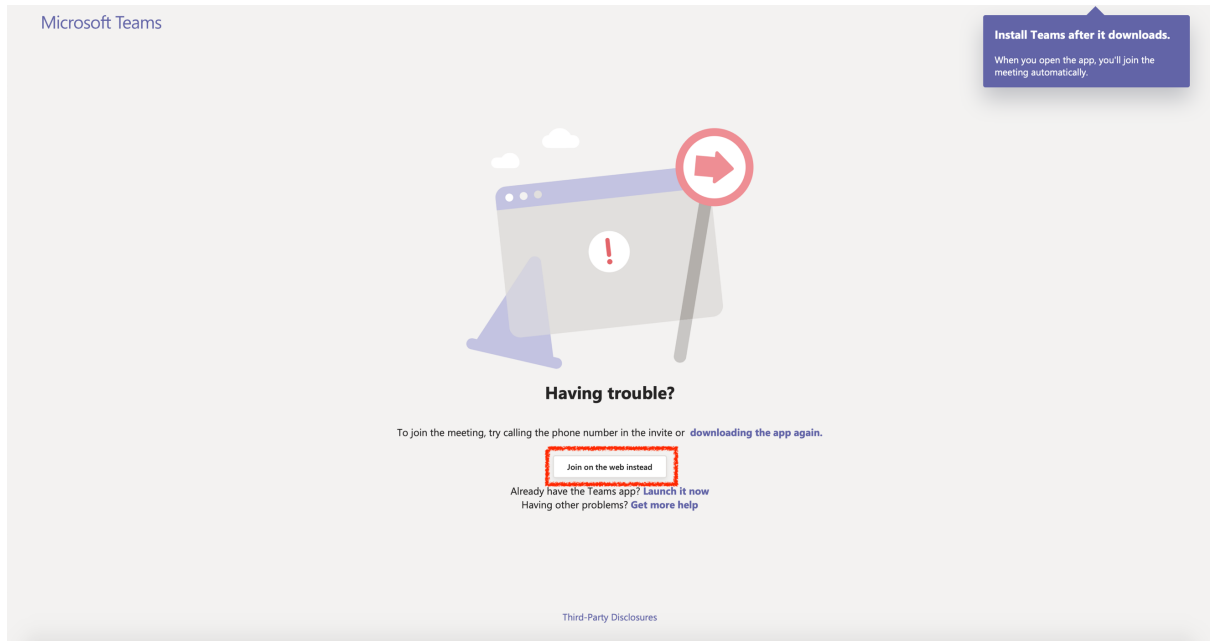 Microsoft Teams
Install Teams after it downloads.
When you open the app, you'll join the
meeting automatically.
Having trouble?
To join the meeting, try calling the phone number in the invite or downloading the app again.
Join on the web instead
Already have the Teams app? Launch it now
Having other problems? Get more help
Third-Party Disclosures